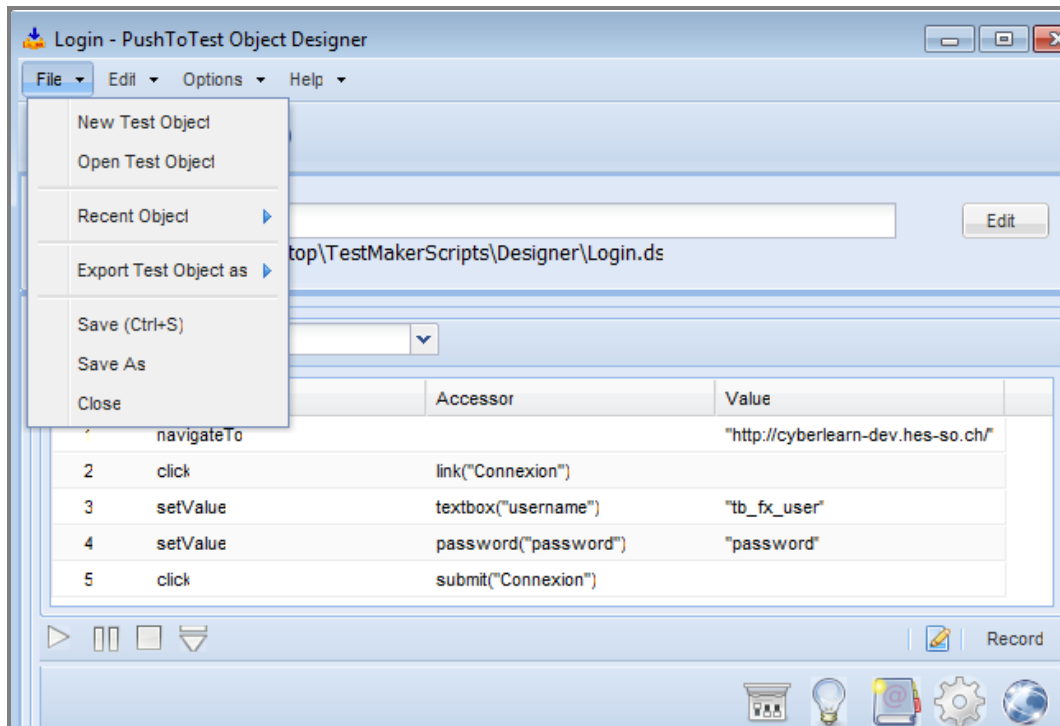 Login - PushToTest Object Designer
File Edit Options Help
New Test Object
Open Test Object
Recent Object
Edit
top\TestMakerScripts\Designer\Login.ds
Export Test Object as
Save (Ctrl+S)
Save As
Close
Accessor Value
1 navigateTo "http://cyberlearn-dev.hes-so.ch/"
2 click link("Connexion")
3 setValue textbox("username") "tb_fx_user"
4 setValue password("password") "password"
5 click submit("Connexion")
Record